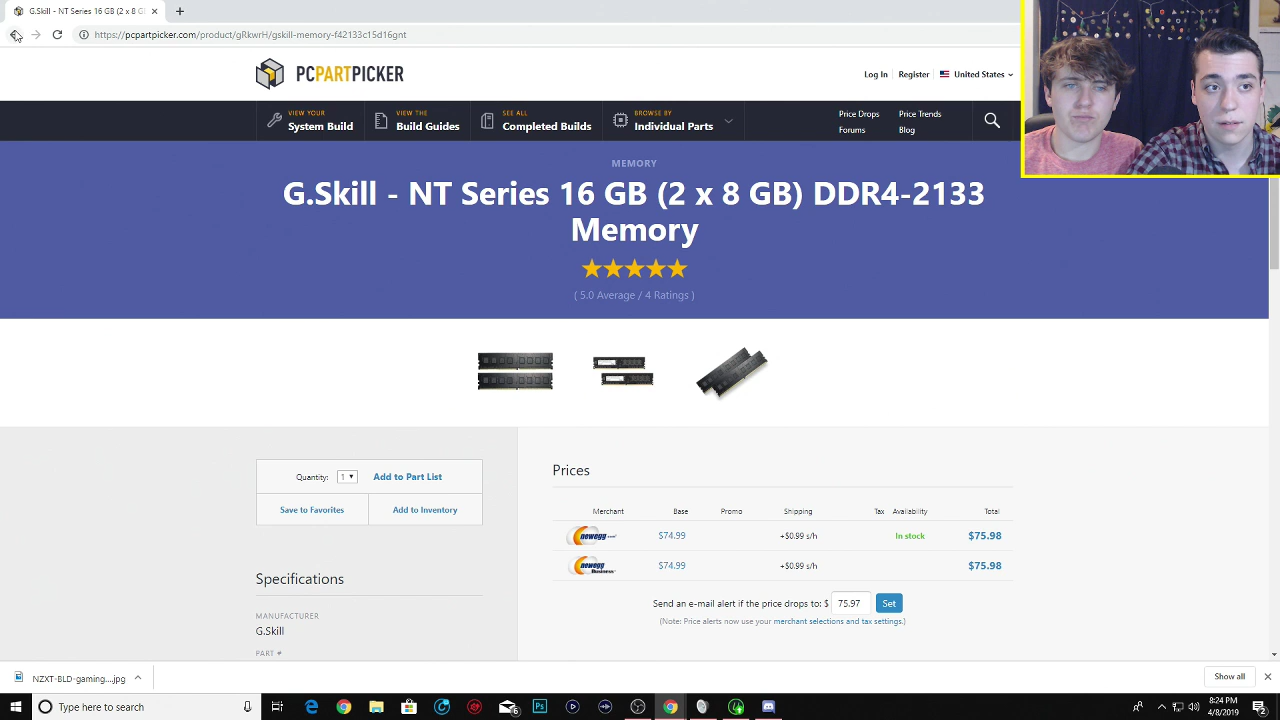 G.Skill - NT Series 16 GB (2 x 8 GB)
https://pcpartpicker.com/product/gRkwrH/gskill-memory-f42133c15d16gnt
PCPARTPICKER
Log In Register United States
VIEW YOUR
System Build
VIEW THE
Build Guides
SEE ALL
Completed Builds
BROWSE BY
Individual Parts
Price Drops Price Trends
Forums Blog
MEMORY
G.Skill - NT Series 16 GB (2 x 8 GB) DDR4-2133
Memory
( 5.0 Average / 4 Ratings )
Quantity: 1 Add to Part List
Save to Favorites Add to Inventory
Specifications
MANUFACTURER
G.Skill
PART #
Prices
Merchant Base Promo Shipping Tax Availability Total
newegg.com $74.99 +$0.99 s/h In stock $75.98
newegg Business $74.99 +$0.99 s/h $75.98
Send an e-mail alert if the price drops to: $ 75.97 Set
(Note: Price alerts now use your merchant selections and tax settings.)
NZXT-BLD-gaming....jpg
Show all
Type here to search
8:24 PM
4/8/2019